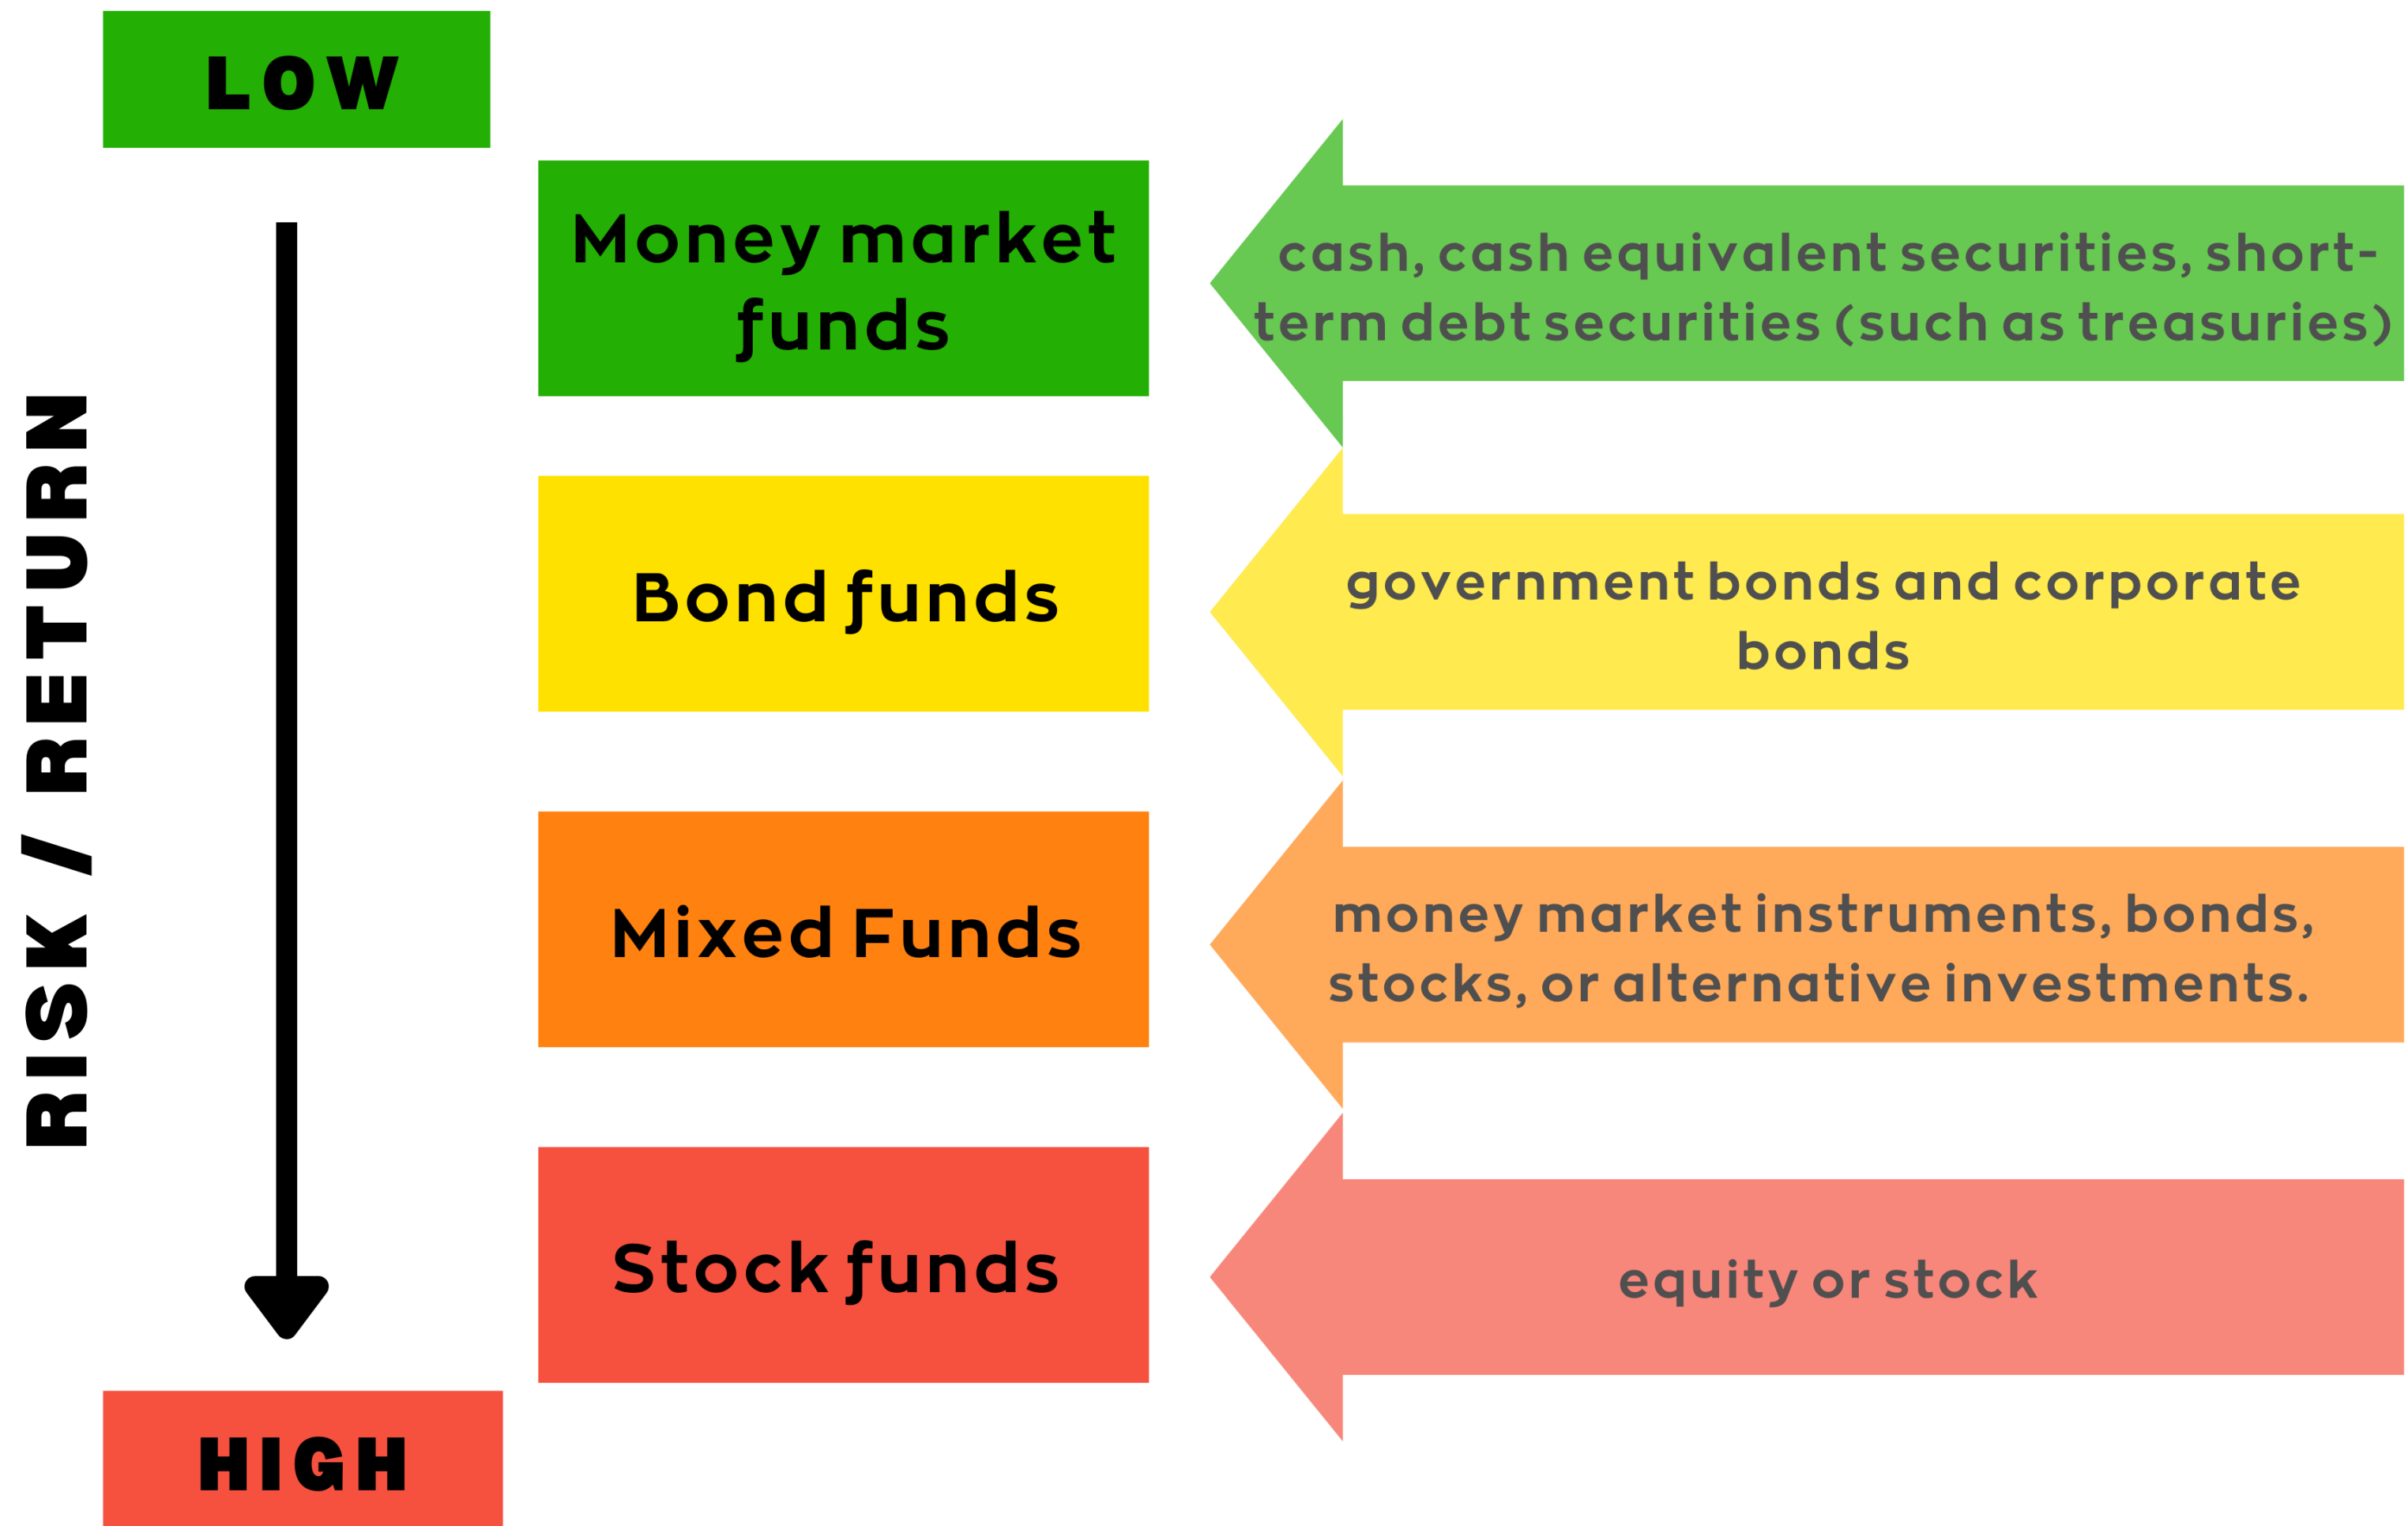 LOW
RISK / RETURN
Money market
funds
cash, cash equivalent securities, short-
term debt securities (such as treasuries)
Bond funds
government bonds and corporate
bonds
Mixed Funds
money market instruments, bonds,
stocks, or alternative investments.
Stock funds
equity or stock
HIGH